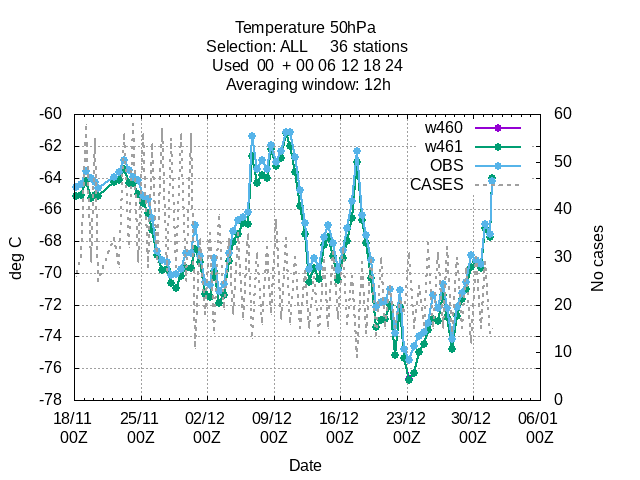 Temperature 50hPa
Selection: ALL 36 stations
Used 00 + 00 06 12 18 24
Averaging window: 12h
w460
w461
OBS
CASES
deg C
-60
-62
-64
-66
-68
-70
-72
-74
-76
-78
No cases
60
50
40
30
20
10
0
18/11 25/11 02/12 09/12 16/12 23/12 30/12 06/01
00Z 00Z 00Z 00Z 00Z 00Z 00Z 00Z
Date